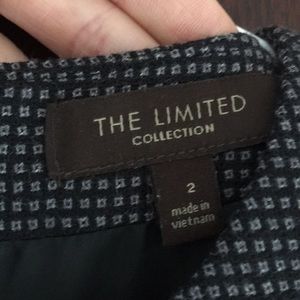 THE LIMITED
COLLECTION
2
made in
vietnam